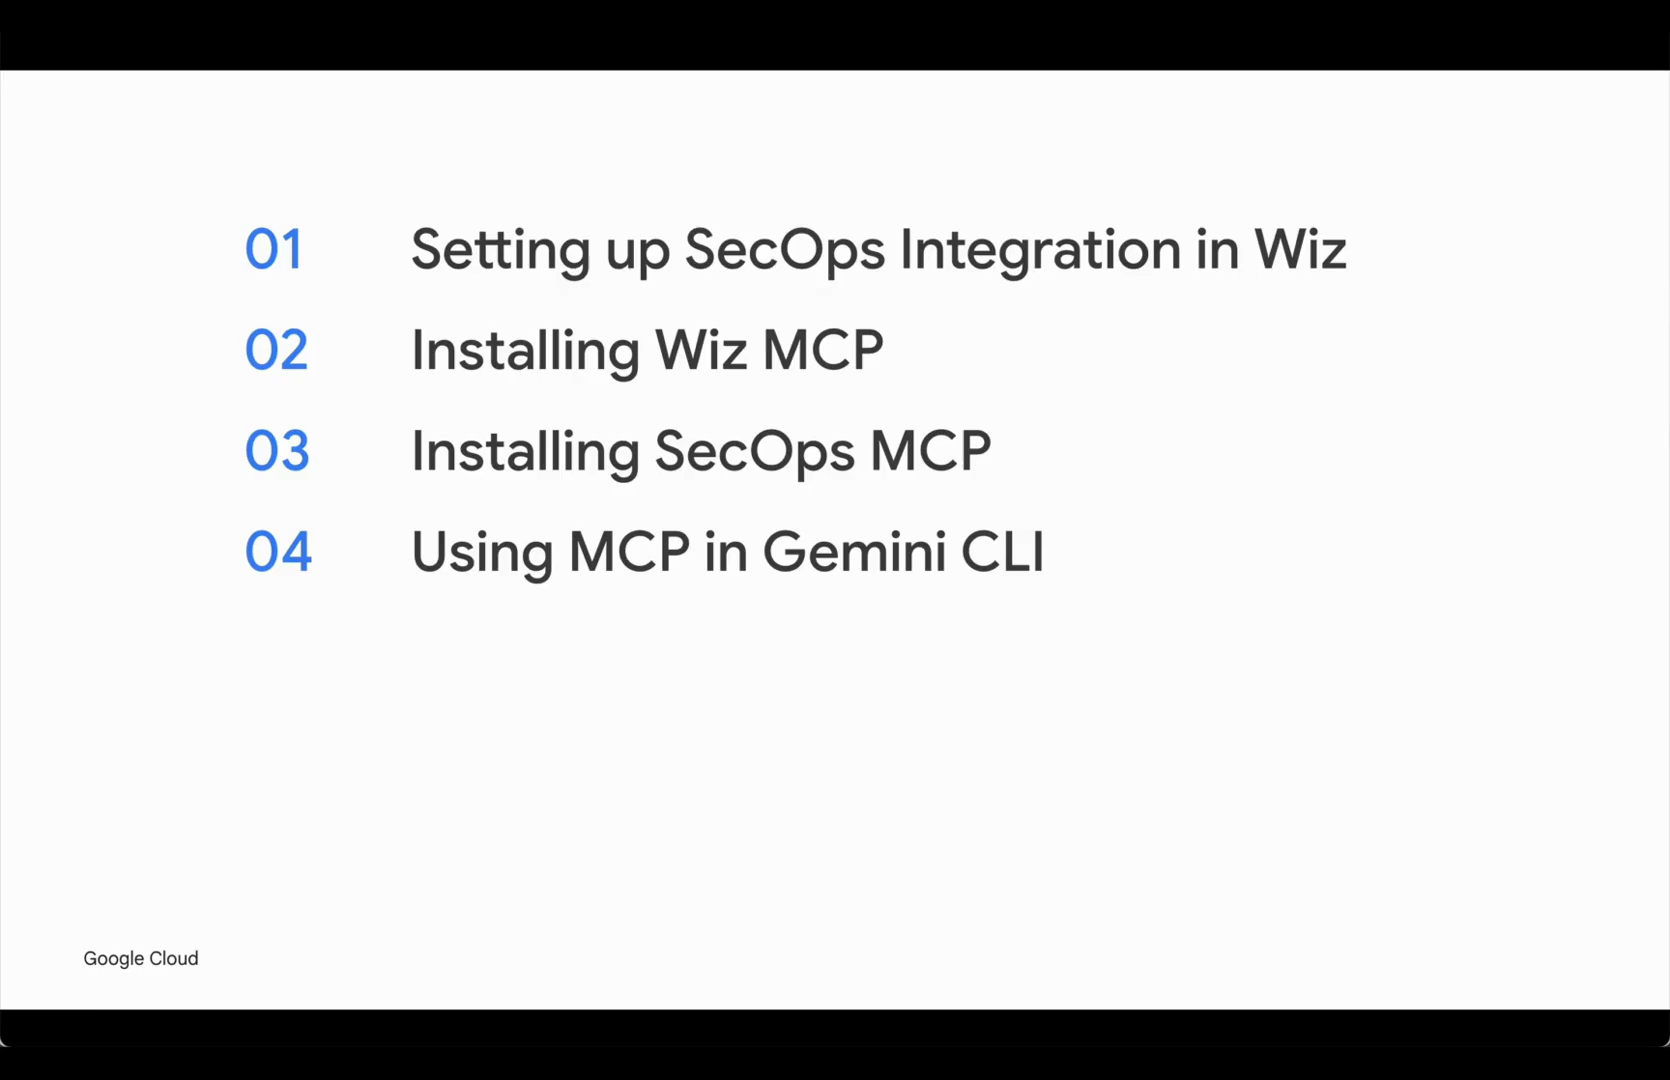 01 Setting up SecOps Integration in Wiz
02 Installing Wiz MCP
03 Installing SecOps MCP
04 Using MCP in Gemini CLI
Google Cloud